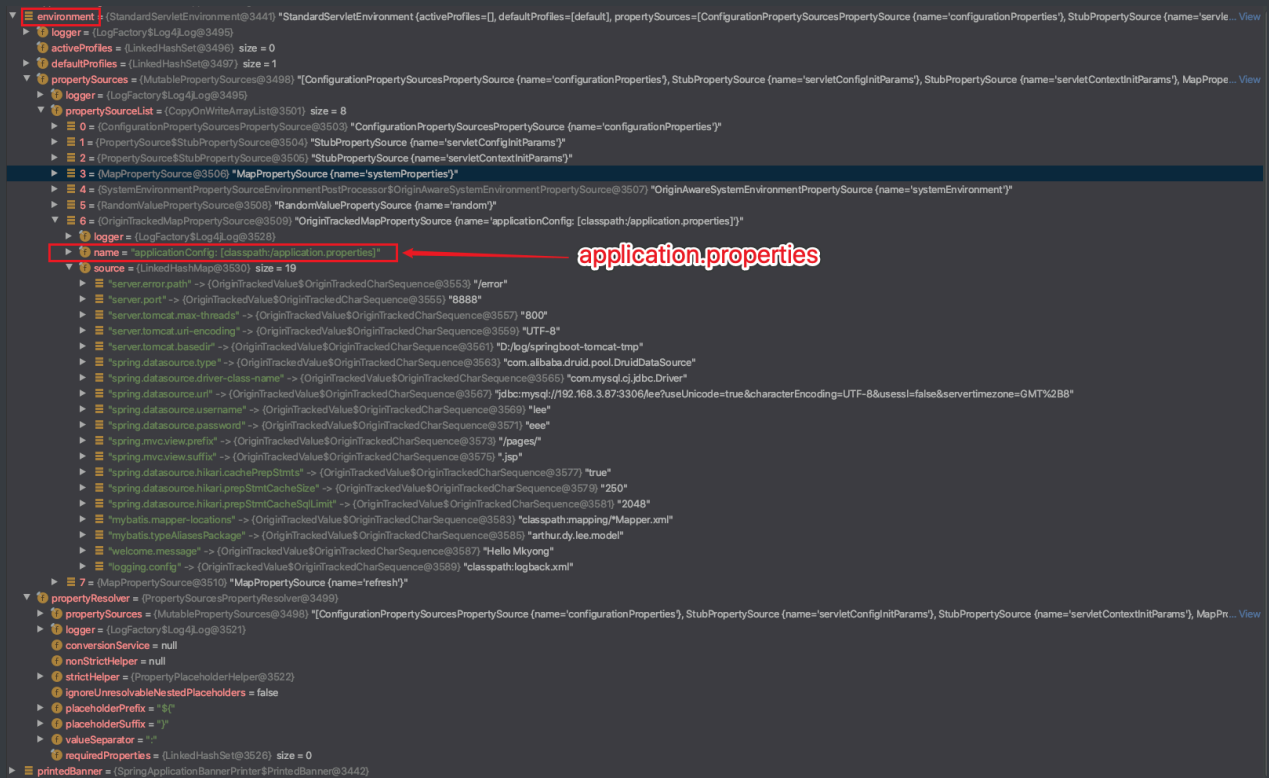 environment = {StandardServletEnvironment@3441} "StandardServletEnvironment {activeProfiles=[], defaultProfiles=[default], propertySources=[ConfigurationPropertySourcesPropertySource {name='configurationProperties'}, StubPropertySource {name='servle... View
logger = {LogFactory$Log4jLog@3495}
activeProfiles = {LinkedHashSet@3496} size = 0
defaultProfiles = {LinkedHashSet@3497} size = 1
propertySources = {MutablePropertySources@3498} "[ConfigurationPropertySourcesPropertySource {name='configurationProperties'}, StubPropertySource {name='servletConfigInitParams'}, StubPropertySource {name='servletContextInitParams'}, MapPrope... View
logger = {LogFactory$Log4jLog@3495}
propertySourceList = {CopyOnWriteArrayList@3501} size = 8
0 = {ConfigurationPropertySourcesPropertySource@3503} "ConfigurationPropertySourcesPropertySource {name='configurationProperties'}"
1 = {PropertySource$StubPropertySource@3504} "StubPropertySource {name='servletConfigInitParams'}"
2 = {PropertySource$StubPropertySource@3505} "StubPropertySource {name='servletContextInitParams'}"
3 = {MapPropertySource@3506} "MapPropertySource {name='systemProperties'}"
4 = {SystemEnvironmentPropertySourceEnvironmentPostProcessor$OriginAwareSystemEnvironmentPropertySource@3507} "OriginAwareSystemEnvironmentPropertySource {name='systemEnvironment'}"
5 = {RandomValuePropertySource@3508} "RandomValuePropertySource {name='random'}"
6 = {OriginTrackedMapPropertySource@3509} "OriginTrackedMapPropertySource {name='applicationConfig: [classpath:/application.properties]'}"
logger = {LogFactory$Log4jLog@3528}
name = "applicationConfig: [classpath:/application.properties]"
application.properties
source = {LinkedHashMap@3530} size = 19
"server.error.path" -> {OriginTrackedValue$OriginTrackedCharSequence@3553} "/error"
"server.port" -> {OriginTrackedValue$OriginTrackedCharSequence@3555} "8888"
"server.tomcat.max-threads" -> {OriginTrackedValue$OriginTrackedCharSequence@3557} "800"
"server.tomcat.uri-encoding" -> {OriginTrackedValue$OriginTrackedCharSequence@3559} "UTF-8"
"server.tomcat.basedir" -> {OriginTrackedValue$OriginTrackedCharSequence@3561} "D:/log/springboot-tomcat-tmp"
"spring.datasource.type" -> {OriginTrackedValue$OriginTrackedCharSequence@3563} "com.alibaba.druid.pool.DruidDataSource"
"spring.datasource.driver-class-name" -> {OriginTrackedValue$OriginTrackedCharSequence@3565} "com.mysql.cj.jdbc.Driver"
"spring.datasource.url" -> {OriginTrackedValue$OriginTrackedCharSequence@3567} "jdbc:mysql://192.168.3.87:3306/lee?useUnicode=true&characterEncoding=UTF-8&usessl=false&servertimezone=GMT%2B8"
"spring.datasource.username" -> {OriginTrackedValue$OriginTrackedCharSequence@3569} "lee"
"spring.datasource.password" -> {OriginTrackedValue$OriginTrackedCharSequence@3571} "eee"
"spring.mvc.view.prefix" -> {OriginTrackedValue$OriginTrackedCharSequence@3573} "/pages/"
"spring.mvc.view.suffix" -> {OriginTrackedValue$OriginTrackedCharSequence@3575} ".jsp"
"spring.datasource.hikari.cachePrepStmts" -> {OriginTrackedValue$OriginTrackedCharSequence@3577} "true"
"spring.datasource.hikari.prepStmtCacheSize" -> {OriginTrackedValue$OriginTrackedCharSequence@3579} "250"
"spring.datasource.hikari.prepStmtCacheSqlLimit" -> {OriginTrackedValue$OriginTrackedCharSequence@3581} "2048"
"mybatis.mapper-locations" -> {OriginTrackedValue$OriginTrackedCharSequence@3583} "classpath:mapping/*Mapper.xml"
"mybatis.typeAliasesPackage" -> {OriginTrackedValue$OriginTrackedCharSequence@3585} "arthur.dy.lee.model"
"welcome.message" -> {OriginTrackedValue$OriginTrackedCharSequence@3587} "Hello Mkyong"
"logging.config" -> {OriginTrackedValue$OriginTrackedCharSequence@3589} "classpath:logback.xml"
7 = {MapPropertySource@3510} "MapPropertySource {name='refresh'}"
propertyResolver = {PropertySourcesPropertyResolver@3499}
propertySources = {MutablePropertySources@3498} "[ConfigurationPropertySourcesPropertySource {name='configurationProperties'}, StubPropertySource {name='servletConfigInitParams'}, StubPropertySource {name='servletContextInitParams'}, MapPr... View
logger = {LogFactory$Log4jLog@3521}
conversionService = null
nonStrictHelper = null
strictHelper = {PropertyPlaceholderHelper@3522}
ignoreUnresolvableNestedPlaceholders = false
placeholderPrefix = "${"
placeholderSuffix = "}"
valueSeparator = ":"
requiredProperties = {LinkedHashSet@3526} size = 0
printedBanner = {SpringApplicationBannerPrinter$PrintedBanner@3442}